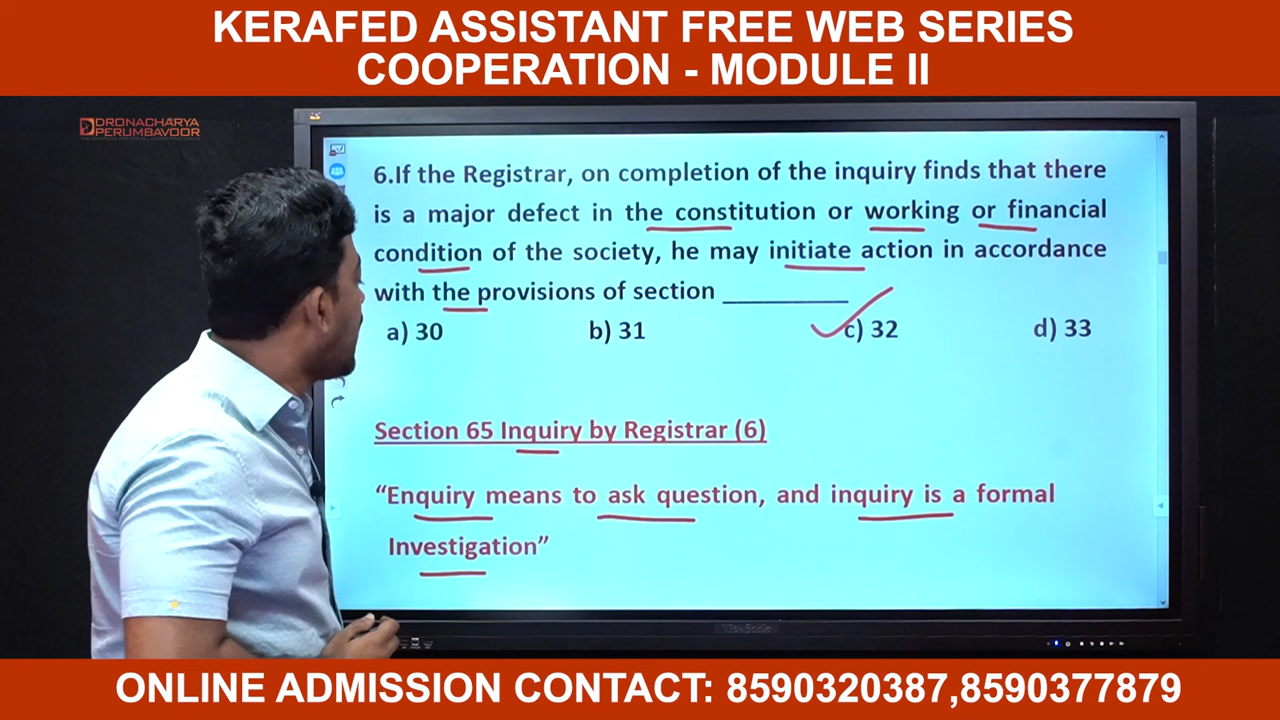 KERAFED ASSISTANT FREE WEB SERIES
COOPERATION - MODULE II
DRONACHARYA
PERUMBAVOOR
6.If the Registrar, on completion of the inquiry finds that there
is a major defect in the constitution or working or financial
condition of the society, he may initiate action in accordance
with the provisions of section __________
a) 30 b) 31 c) 32 d) 33
Section 65 Inquiry by Registrar (6)
“Enquiry means to ask question, and inquiry is a formal
Investigation”
ViewSonic
ONLINE ADMISSION CONTACT: 8590320387,8590377879